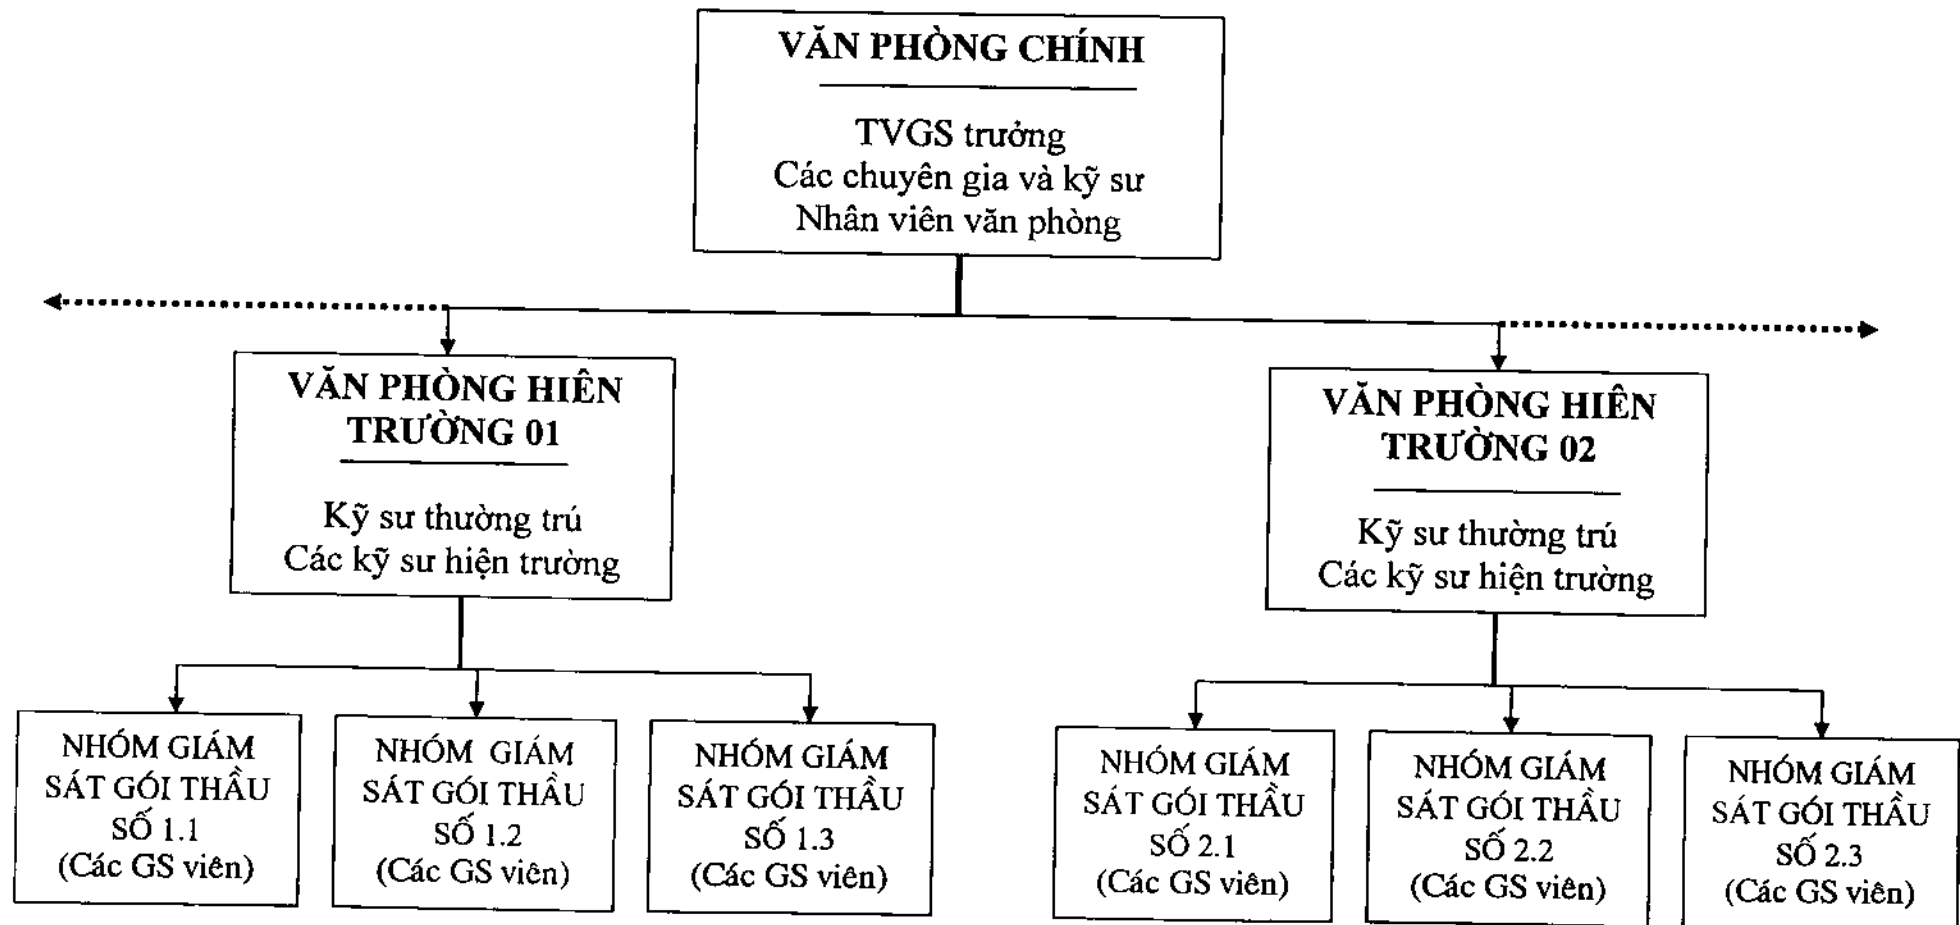 VĂN PHÒNG CHÍNH
TVGS trưởng
Các chuyên gia và kỹ sư
Nhân viên văn phòng
VĂN PHÒNG HIÊN
TRƯỜNG 01
Kỹ sư thường trú
Các kỹ sư hiện trường
VĂN PHÒNG HIÊN
TRƯỜNG 02
Kỹ sư thường trú
Các kỹ sư hiện trường
NHÓM GIÁM
SÁT GÓI THẦU
SỐ 1.1
(Các GS viên)
NHÓM GIÁM
SÁT GÓI THẦU
SỐ 1.2
(Các GS viên)
NHÓM GIÁM
SÁT GÓI THẦU
SỐ 1.3
(Các GS viên)
NHÓM GIÁM
SÁT GÓI THẦU
SỐ 2.1
(Các GS viên)
NHÓM GIÁM
SÁT GÓI THẦU
SỐ 2.2
(Các GS viên)
NHÓM GIÁM
SÁT GÓI THẦU
SỐ 2.3
(Các GS viên)